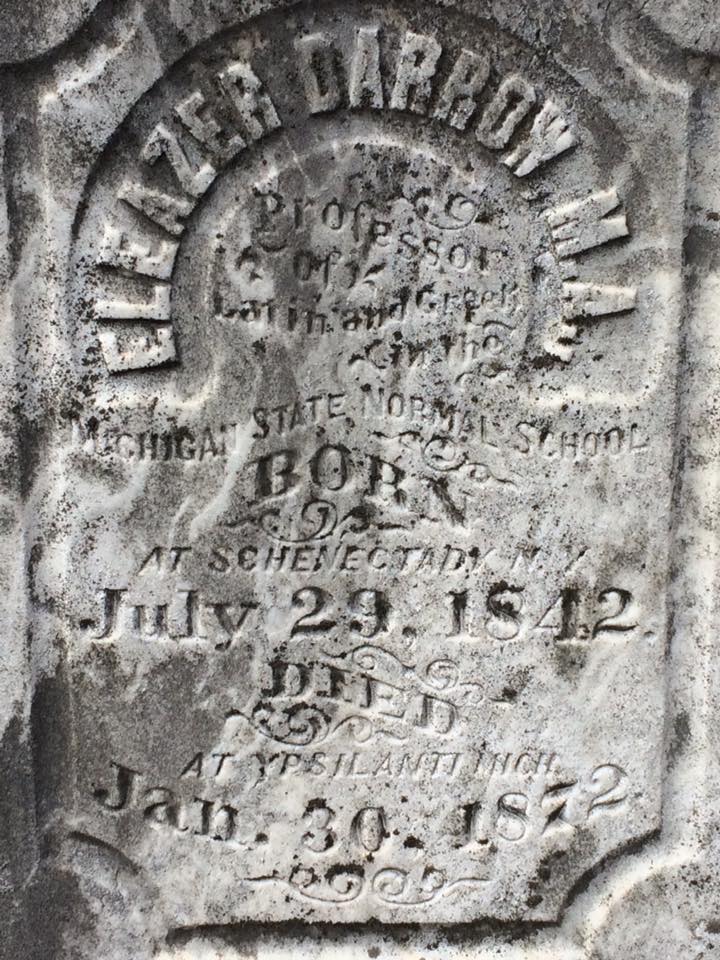 ELEAZER DARROW, M.A.
Professor
of
Latin and Greek
in the
MICHIGAN STATE NORMAL SCHOOL
BORN
AT SCHENECTADY N.Y.
July 29, 1842.
DIED
AT YPSILANTI MICH.
Jan. 30, 1872